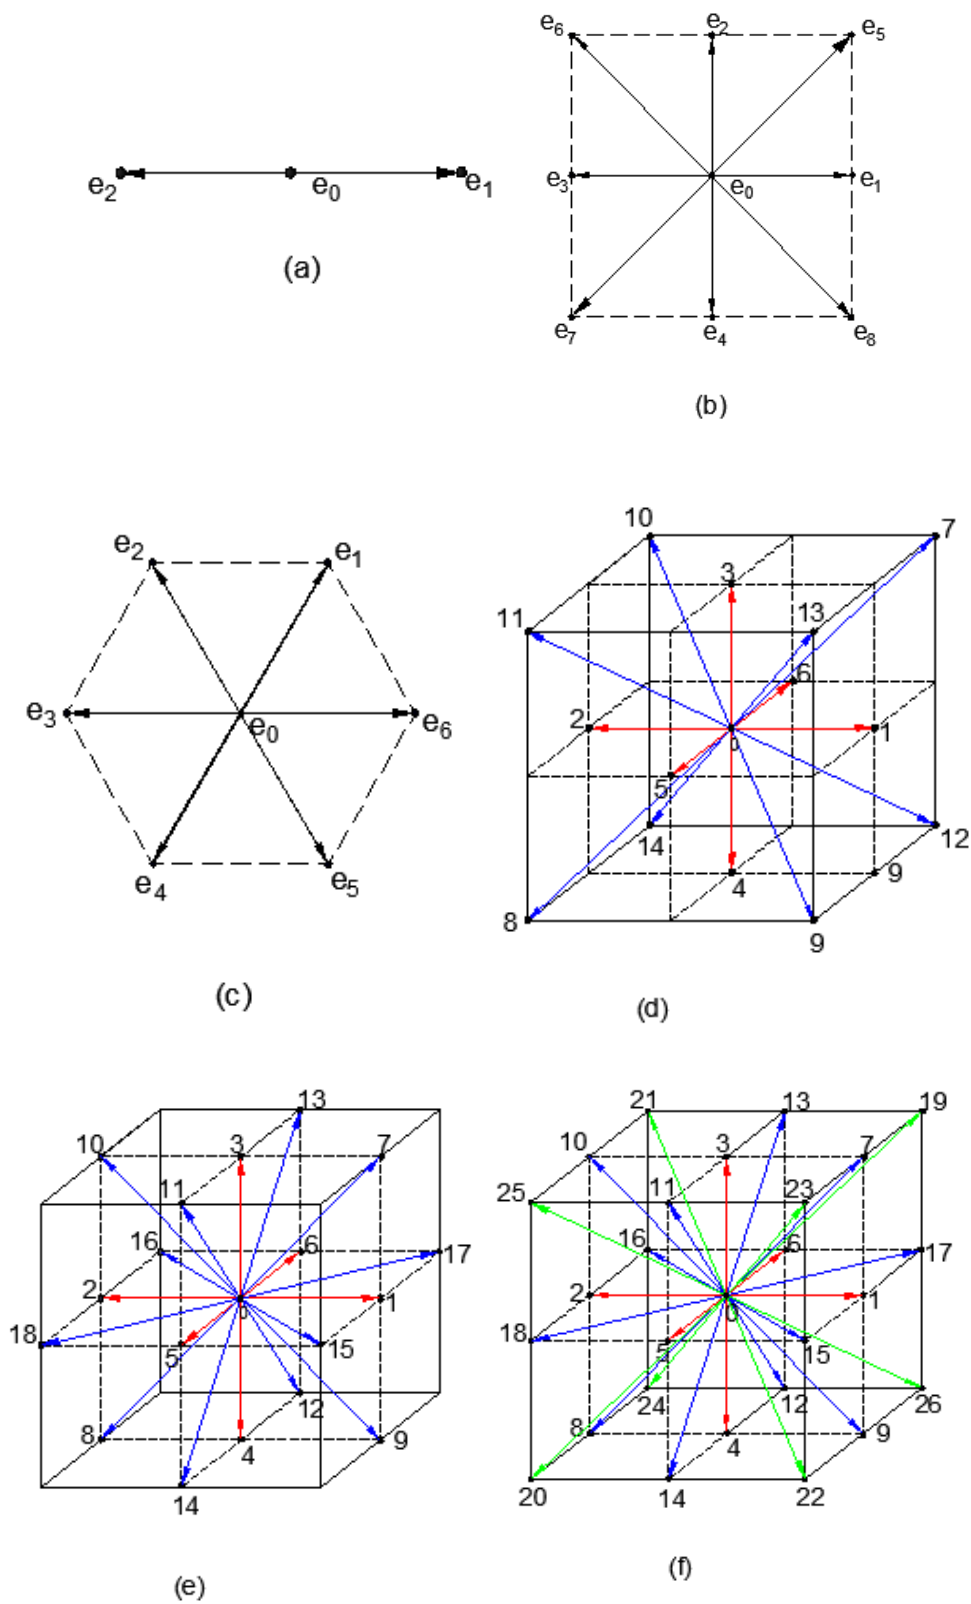 e6 e2 e5
e2 e0 e1
e3 e0 e1
e7 e4 e8
(a)
(b)
e2 e1
e3 e0 e6
e4 e5
(c)
10 7
3
11 13
6
2 0 1
5
14 12
4 9
8 9
(d)
13
10 3 7
11
16 6 17
2 0 1
18 5 15
12
8 4 9
14
(e)
21 13 19
10 3 7
25 11 23
16 6 17
2 0 1
18 5 15
24 12 26
8 4 9
20 14 22
(f)